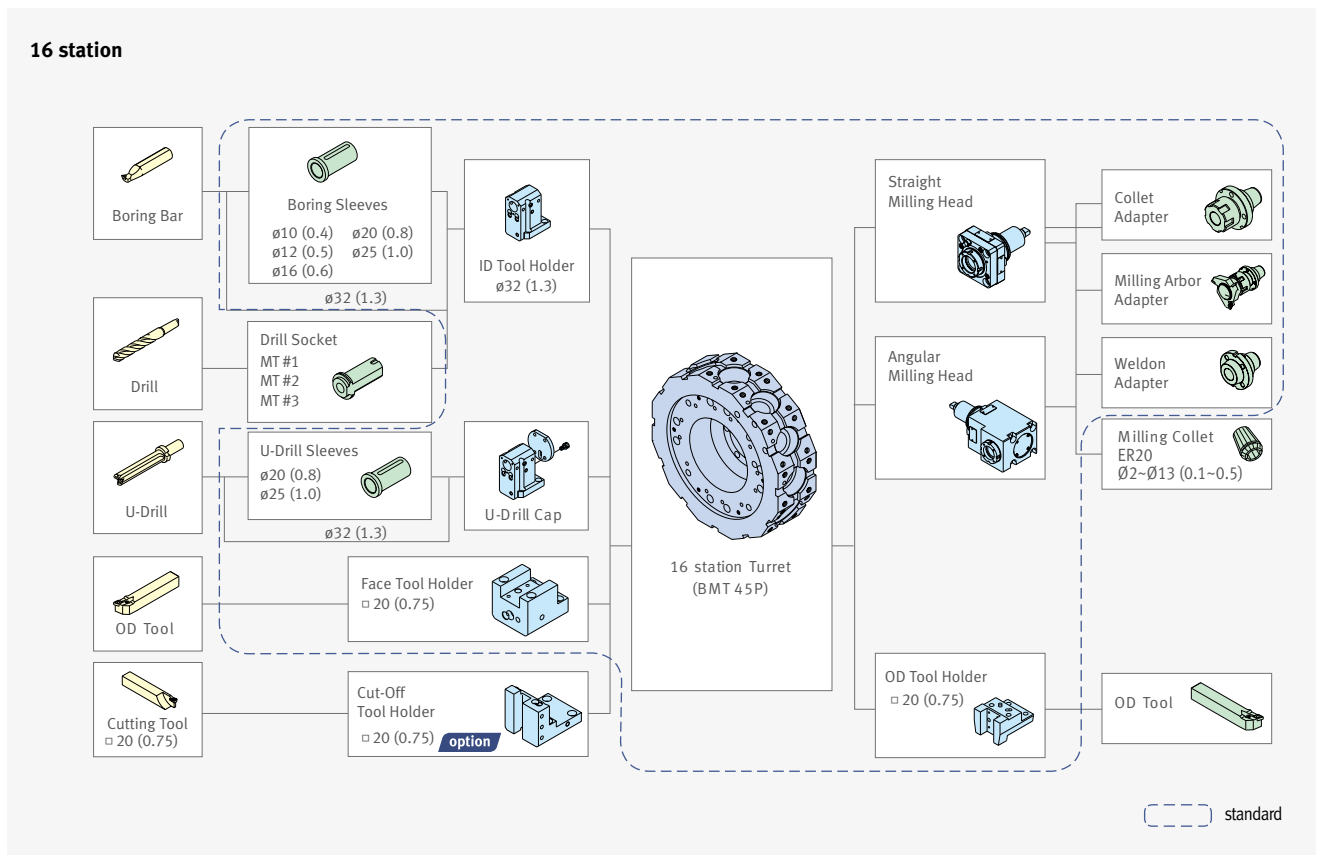 16 station
Boring Bar
Boring Sleeves
ø10 (0.4) ø20 (0.8)
ø12 (0.5) ø25 (1.0)
ø16 (0.6)
ø32 (1.3)
ID Tool Holder
ø32 (1.3)
Drill
Drill Socket
MT #1
MT #2
MT #3
U-Drill
U-Drill Sleeves
ø20 (0.8)
ø25 (1.0)
ø32 (1.3)
U-Drill Cap
OD Tool
Face Tool Holder
□ 20 (0.75)
Cutting Tool
□ 20 (0.75)
Cut-Off
Tool Holder
□ 20 (0.75) option
16 station Turret
(BMT 45P)
Straight
Milling Head
Angular
Milling Head
Collet
Adapter
Milling Arbor
Adapter
Weldon
Adapter
Milling Collet
ER20
Ø2~Ø13 (0.1~0.5)
OD Tool Holder
□ 20 (0.75)
OD Tool
standard